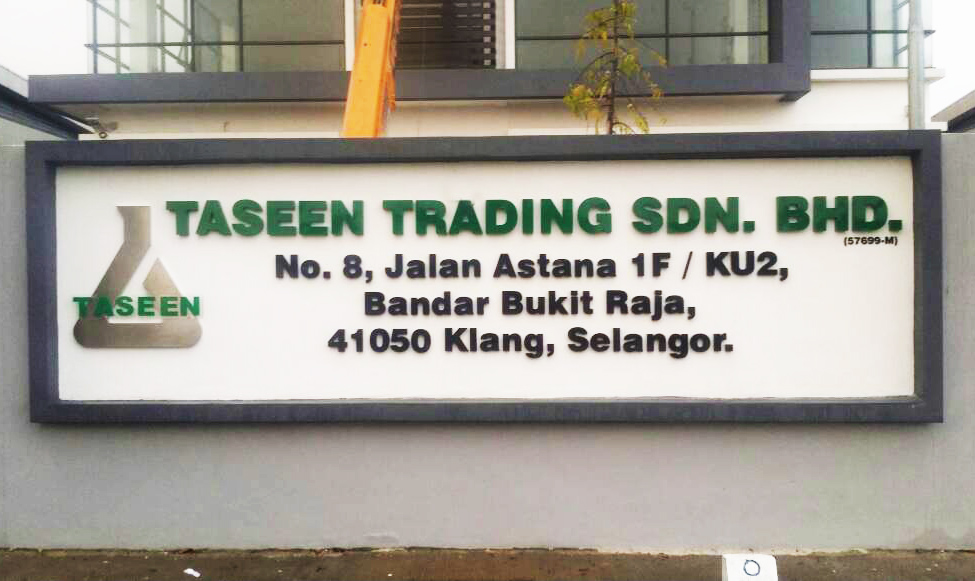 TASEEN TRADING SDN. BHD.
(57699-M)
TASEEN
No. 8, Jalan Astana 1F / KU2,
Bandar Bukit Raja,
41050 Klang, Selangor.